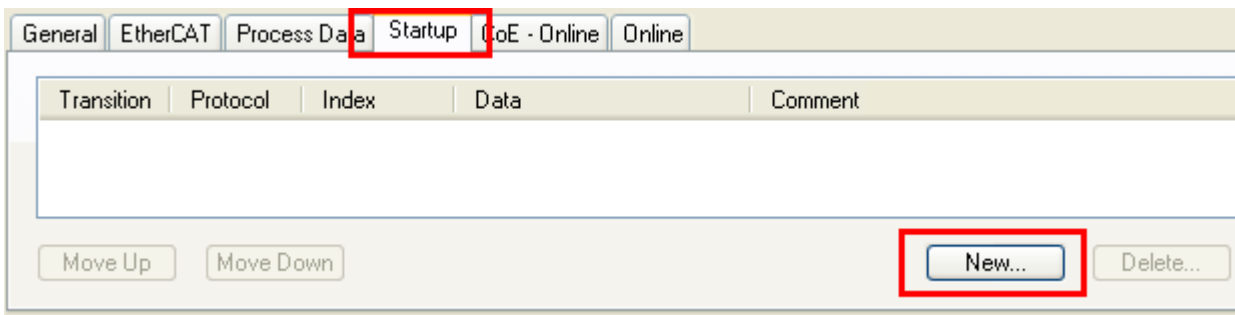 General EtherCAT Process Data Startup CoE - Online Online
Transition Protocol Index Data Comment
Move Up Move Down New... Delete...